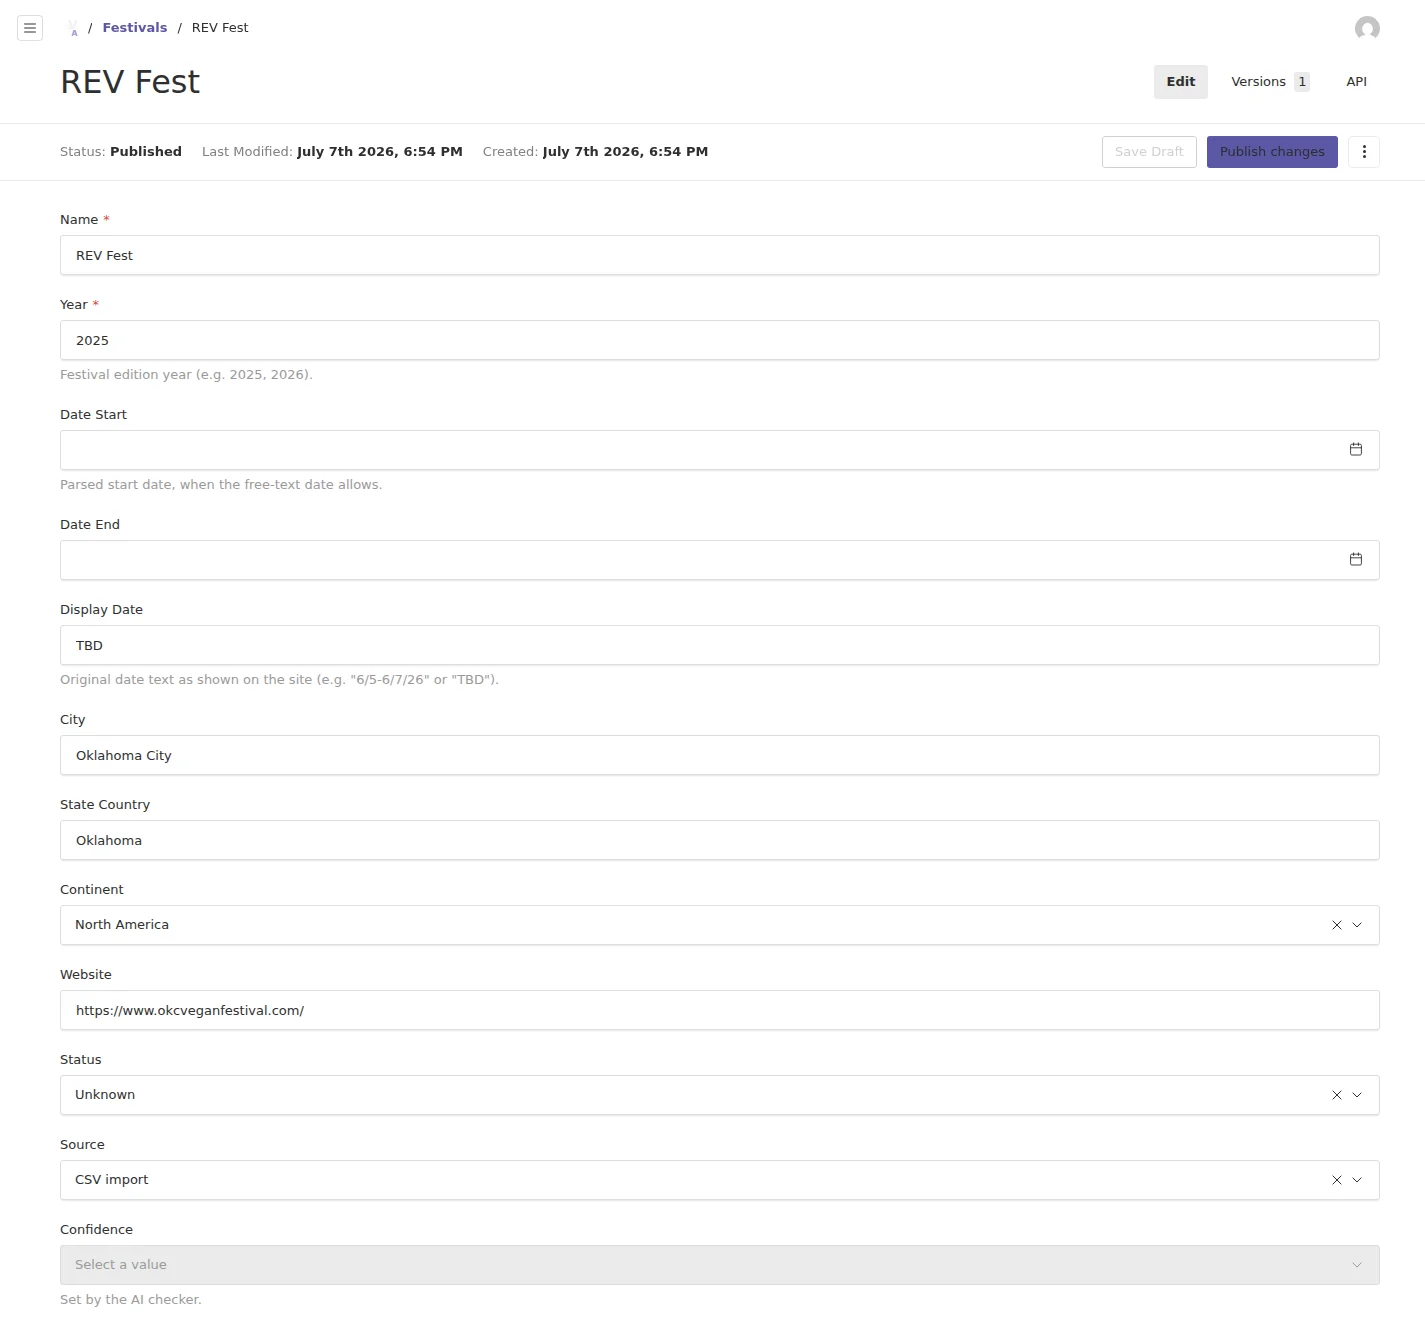 / Festivals / REV Fest
REV Fest
Edit Versions 1 API
Status: Published Last Modified: July 7th 2026, 6:54 PM Created: July 7th 2026, 6:54 PM Save Draft Publish changes
Name *
REV Fest
Year *
2025
Festival edition year (e.g. 2025, 2026).
Date Start
Parsed start date, when the free-text date allows.
Date End
Display Date
TBD
Original date text as shown on the site (e.g. "6/5-6/7/26" or "TBD").
City
Oklahoma City
State Country
Oklahoma
Continent
North America
Website
https://www.okcveganfestival.com/
Status
Unknown
Source
CSV import
Confidence
Select a value
Set by the AI checker.